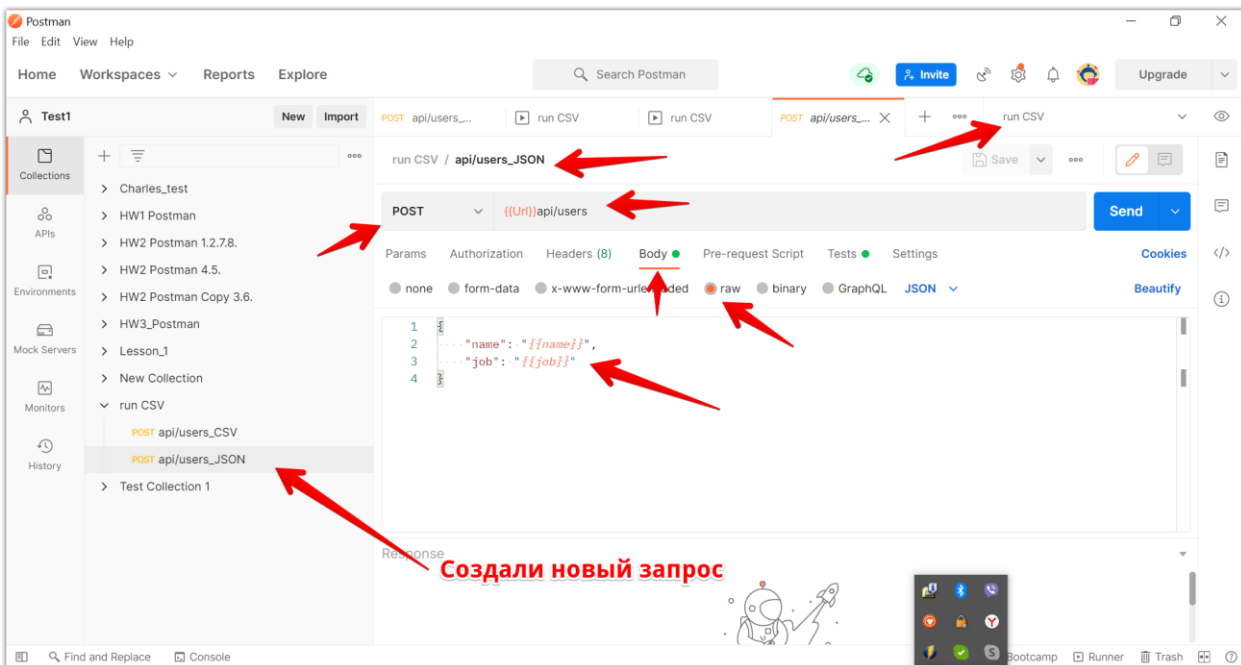 Postman
File Edit View Help
Home Workspaces Reports Explore Search Postman Invite Upgrade
Test1 New Import POST api/users_... run CSV run CSV POST api/users_... run CSV
Collections
APIs
Environments
Mock Servers
Monitors
History
Charles_test
HW1 Postman
HW2 Postman 1.2.7.8.
HW2 Postman 4.5.
HW2 Postman Copy 3.6.
HW3_Postman
Lesson_1
New Collection
run CSV
POST api/users_CSV
POST api/users_JSON
Test Collection 1
run CSV / api/users_JSON Save
POST {{Url}}api/users Send
Params Authorization Headers (8) Body Pre-request Script Tests Settings Cookies
none form-data x-www-form-urlencoded raw binary GraphQL JSON Beautify
1 {
2 "name": "{{name}}",
3 "job": "{{job}}"
4 }
Response
Создали новый запрос
Find and Replace Console Bootcamp Runner Trash